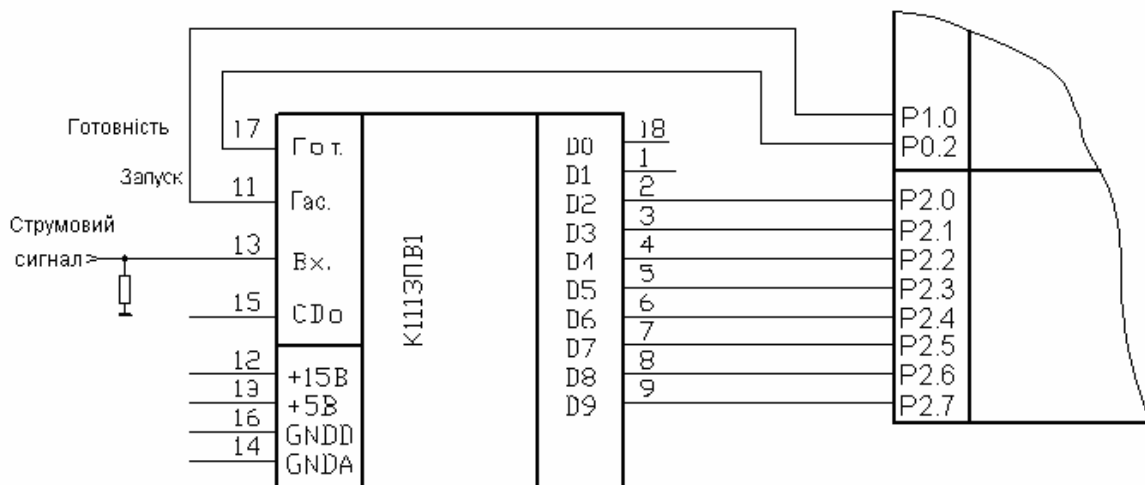 Готовність
17
Гот.
Запуск
11
Гас.
Струмовий
сигнал
13
Вх.
15
CDo
12
+15В
19
+5В
16
GNDD
14
GNDA
К1113ПВ1
D0
18
D1
1
D2
2
D3
3
D4
4
D5
5
D6
6
D7
7
D8
8
D9
9
P1.0
P0.2
P2.0
P2.1
P2.2
P2.3
P2.4
P2.5
P2.6
P2.7